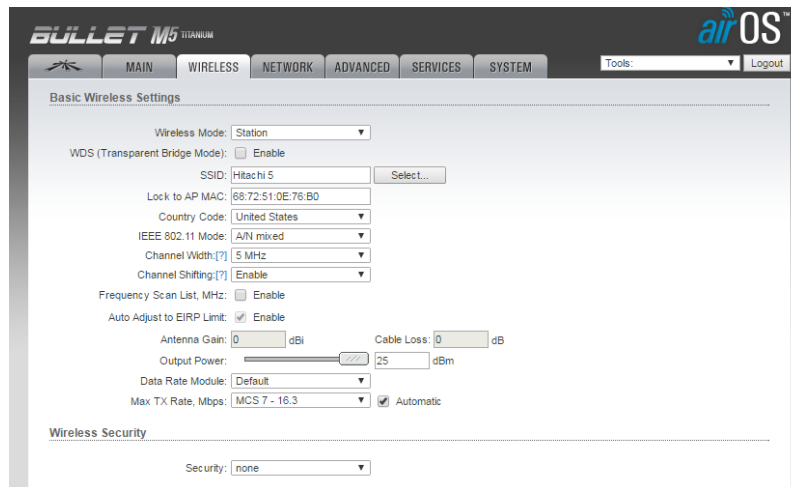 BULLET M5 TITANIUM
airOS™
MAIN WIRELESS NETWORK ADVANCED SERVICES SYSTEM Tools: Logout
Basic Wireless Settings
Wireless Mode: Station
WDS (Transparent Bridge Mode): Enable
SSID: Hitachi 5 Select...
Lock to AP MAC: 68:72:51:0E:76:B0
Country Code: United States
IEEE 802.11 Mode: A/N mixed
Channel Width:[?] 5 MHz
Channel Shifting:[?] Enable
Frequency Scan List, MHz: Enable
Auto Adjust to EIRP Limit: Enable
Antenna Gain: 0 dBi Cable Loss: 0 dB
Output Power: 25 dBm
Data Rate Module: Default
Max TX Rate, Mbps: MCS 7 - 16.3 Automatic
Wireless Security
Security: none